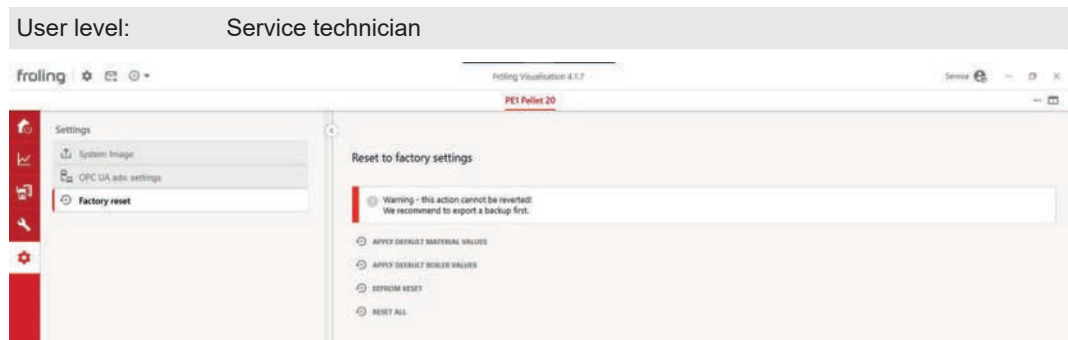 User level: Service technician
froling
Froling Visualisation 4.1.7
Service
PE1 Pellet 20
Settings
System Image
OPC UA adv. settings
Factory reset
Reset to factory settings
Warning - this action cannot be reverted!
We recommend to export a backup first.
APPLY DEFAULT MATERIAL VALUES
APPLY DEFAULT BOILER VALUES
EEPROM RESET
RESET ALL